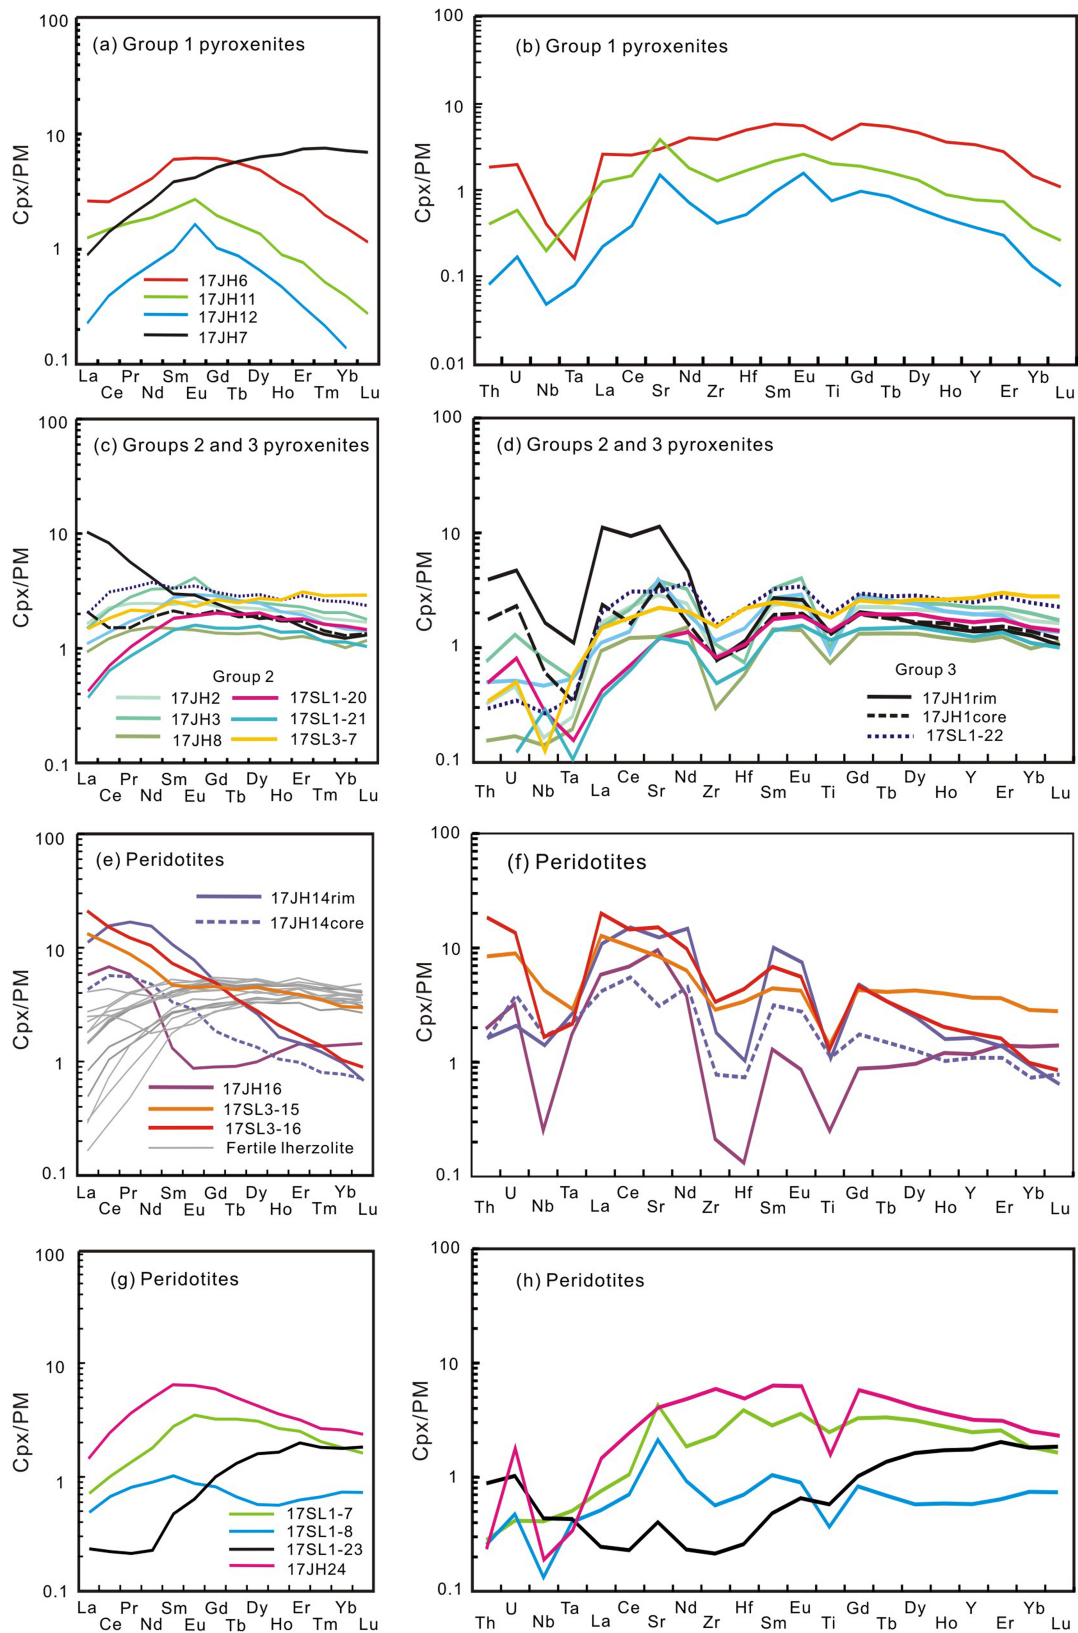 (a) Group 1 pyroxenites
Cpx/PM
100
10
1
0.1
17JH6
17JH11
17JH12
17JH7
La Pr Sm Gd Dy Er Yb
Ce Nd Eu Tb Ho Tm Lu
(b) Group 1 pyroxenites
Cpx/PM
100
10
1
0.1
0.01
U Ta Ce Nd Hf Eu Gd Dy Y Yb
Th Nb La Sr Zr Sm Ti Tb Ho Er Lu
(c) Groups 2 and 3 pyroxenites
Cpx/PM
100
10
1
0.1
Group 2
17JH2 17SL1-20
17JH3 17SL1-21
17JH8 17SL3-7
La Pr Sm Gd Dy Er Yb
Ce Nd Eu Tb Ho Tm Lu
(d) Groups 2 and 3 pyroxenites
Cpx/PM
100
10
1
0.1
Group 3
17JH1rim
17JH1core
17SL1-22
U Ta Ce Nd Hf Eu Gd Dy Y Yb
Th Nb La Sr Zr Sm Ti Tb Ho Er Lu
(e) Peridotites
Cpx/PM
100
10
1
0.1
17JH14rim
17JH14core
17JH16
17SL3-15
17SL3-16
Fertile lherzolite
La Pr Sm Gd Dy Er Yb
Ce Nd Eu Tb Ho Tm Lu
(f) Peridotites
Cpx/PM
100
10
1
0.1
U Ta Ce Nd Hf Eu Gd Dy Y Yb
Th Nb La Sr Zr Sm Ti Tb Ho Er Lu
(g) Peridotites
Cpx/PM
100
10
1
0.1
17SL1-7
17SL1-8
17SL1-23
17JH24
La Pr Sm Gd Dy Er Yb
Ce Nd Eu Tb Ho Tm Lu
(h) Peridotites
Cpx/PM
100
10
1
0.1
U Ta Ce Nd Hf Eu Gd Dy Y Yb
Th Nb La Sr Zr Sm Ti Tb Ho Er Lu